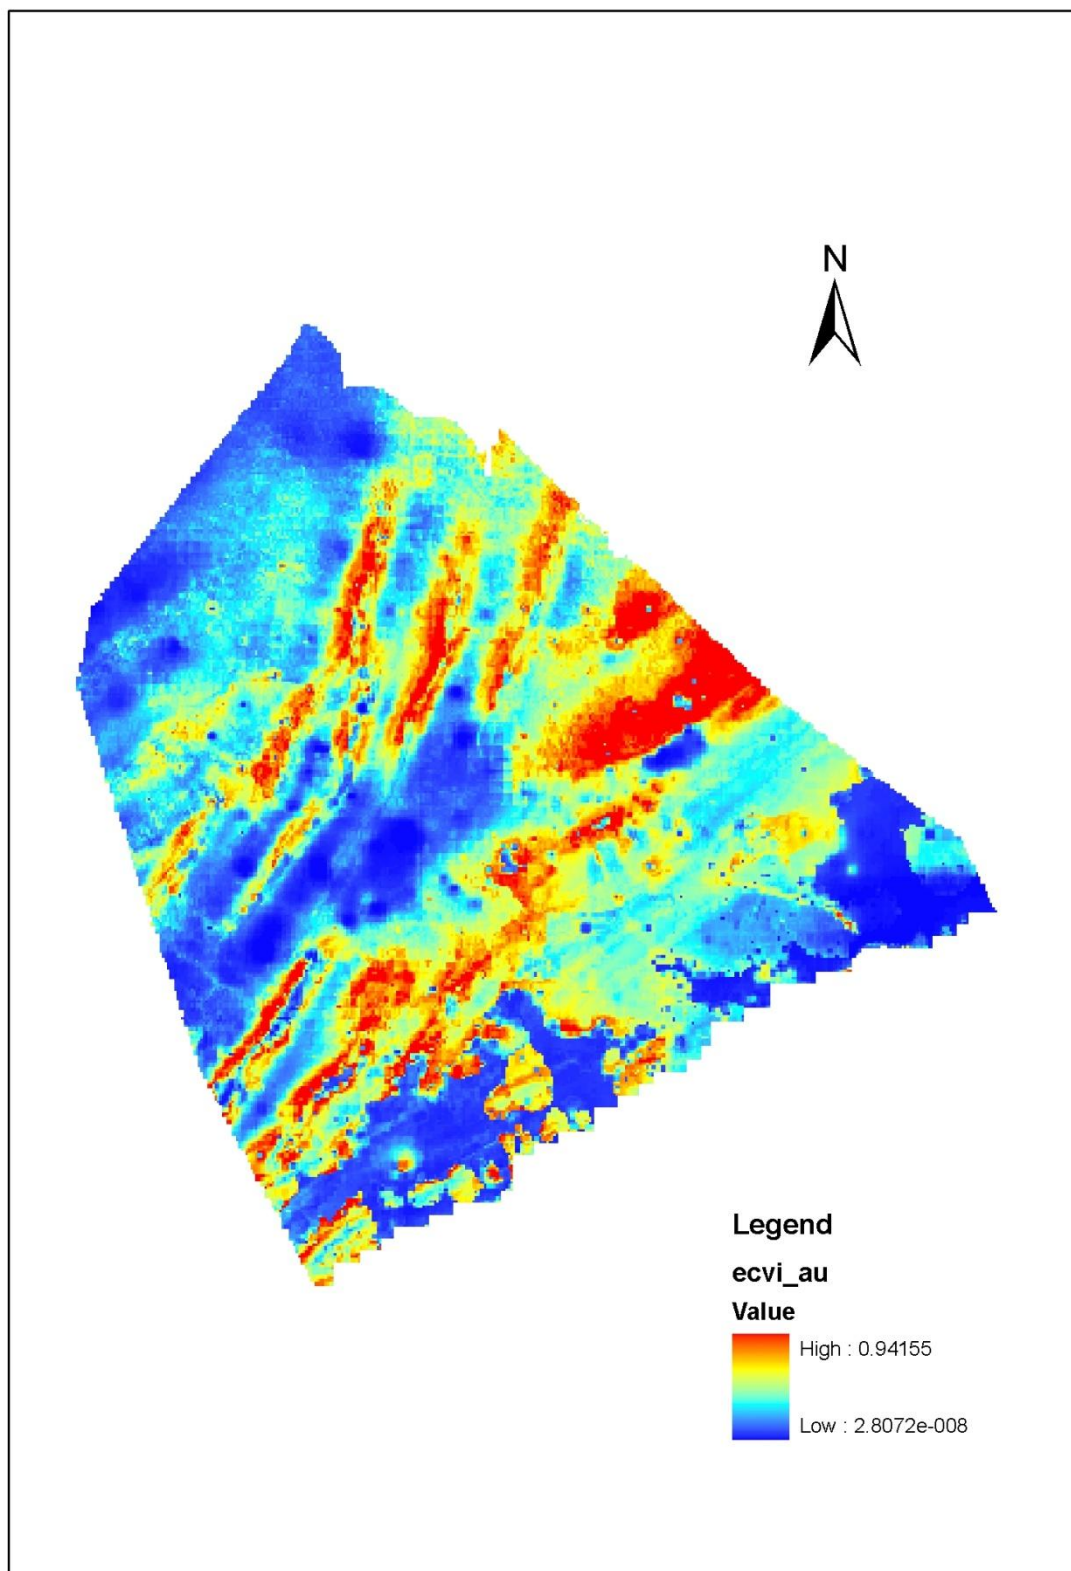 N
Legend
ecvi_au
Value
High : 0.94155
Low : 2.8072e-008